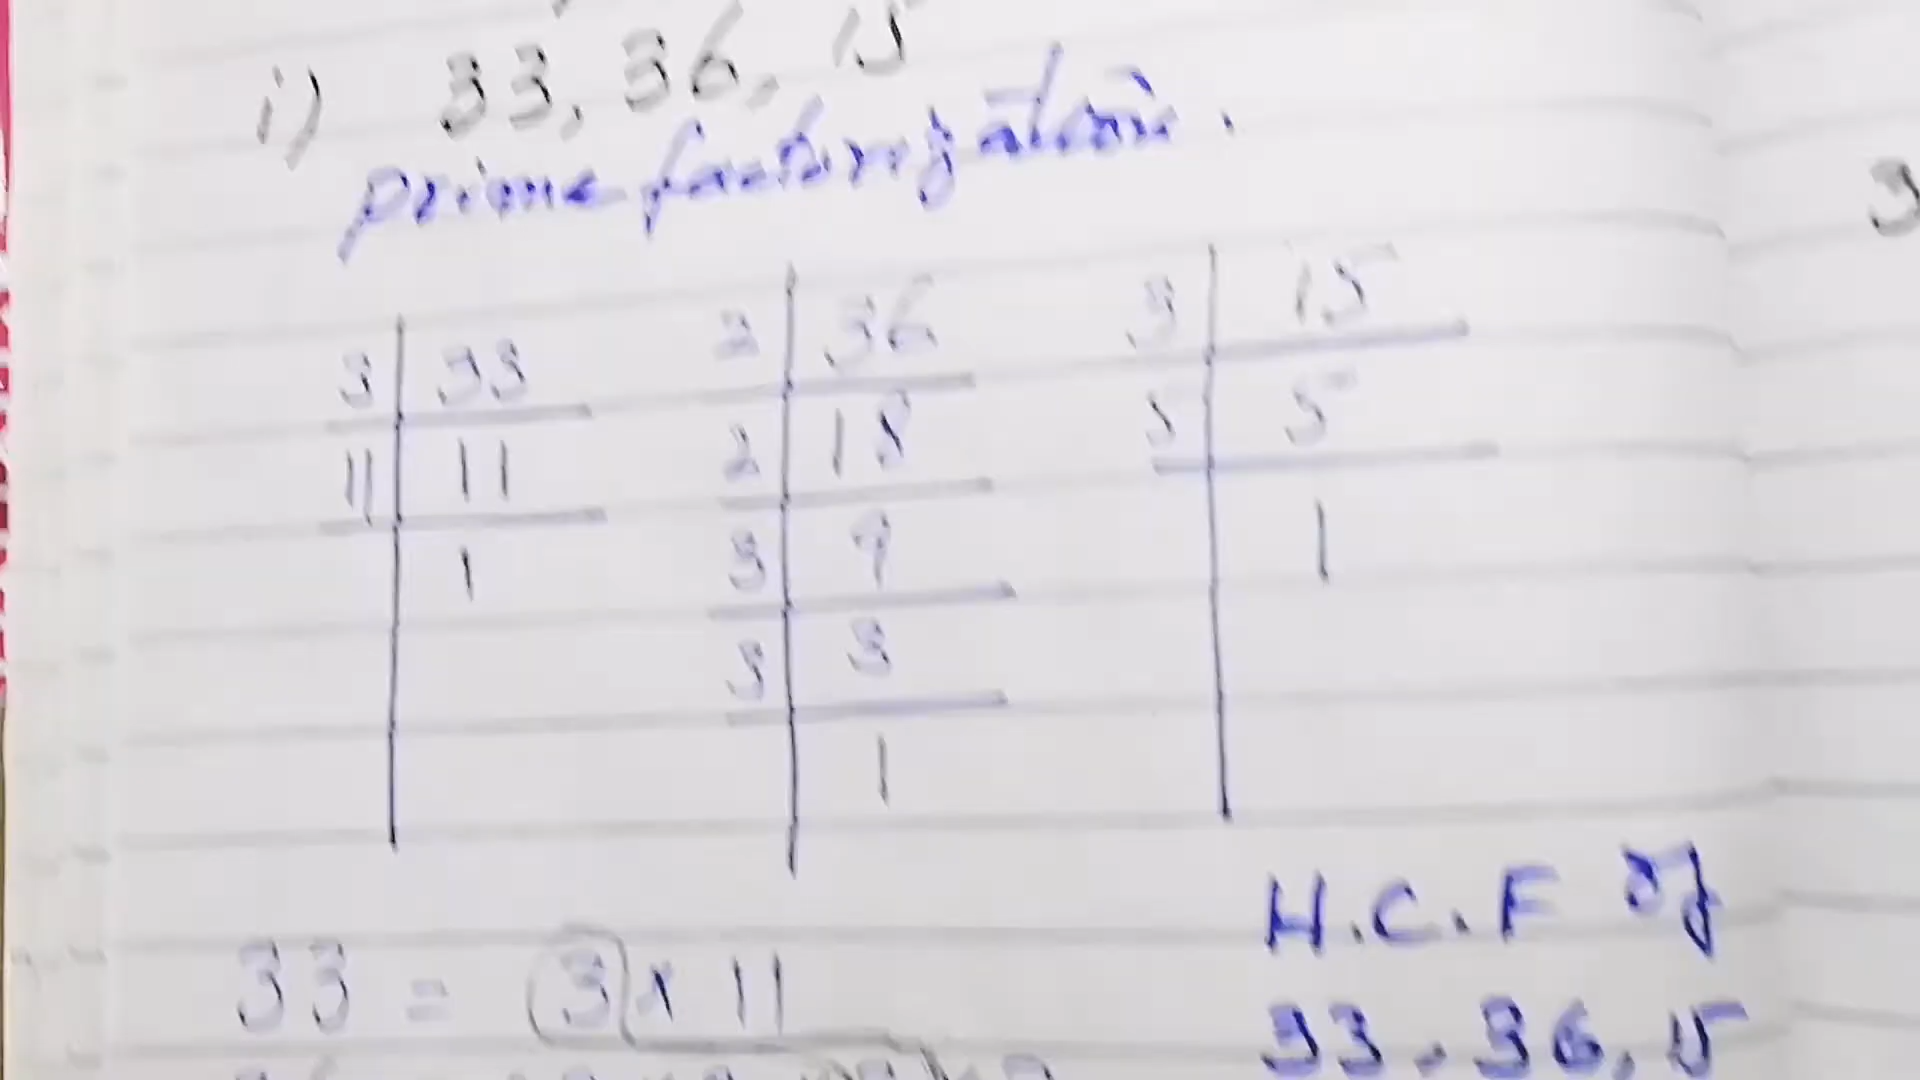 i) 33, 36, 15
prime factorization.
3 | 33
11 | 11
1
2 | 36
2 | 18
3 | 9
3 | 3
1
3 | 15
5 | 5
1
33 = 3 x 11
H.C.F of
33, 36, 15